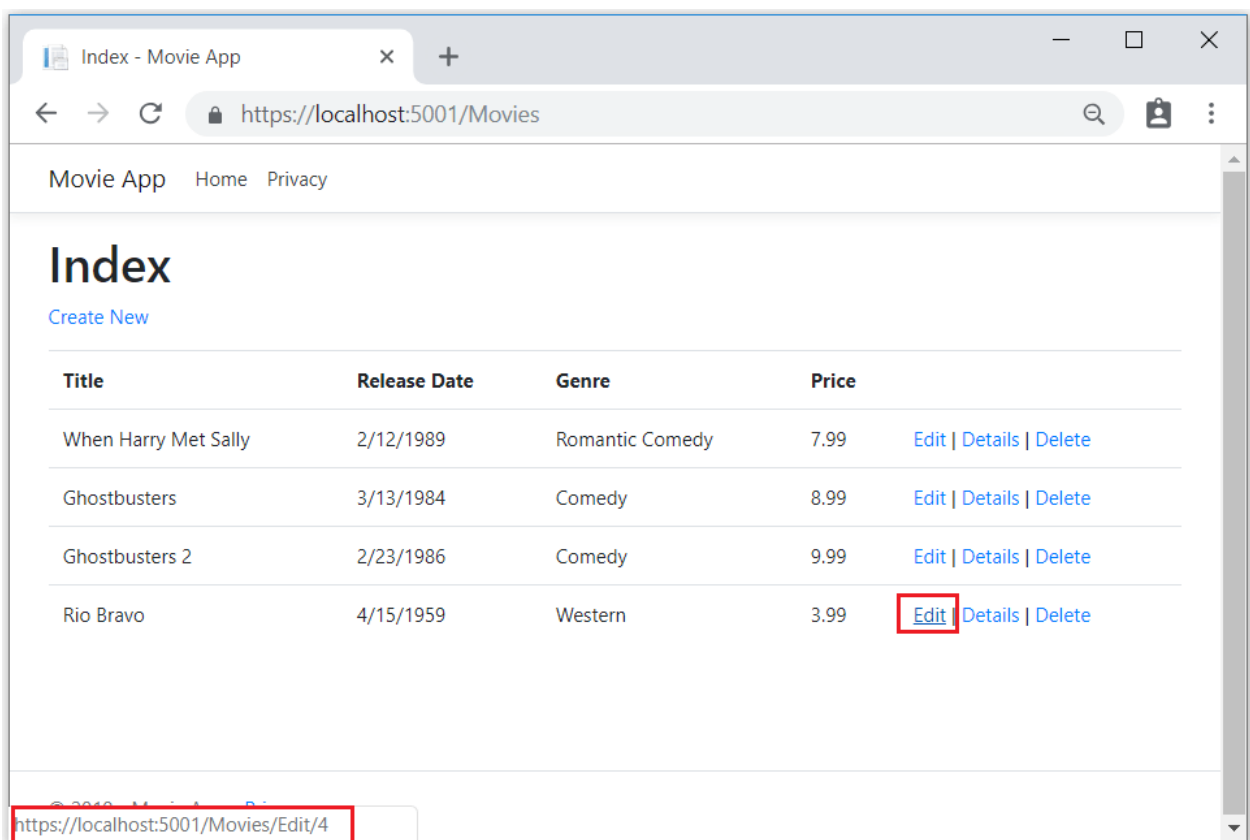 Index - Movie App
https://localhost:5001/Movies
Movie App Home Privacy
Index
Create New
Title Release Date Genre Price
When Harry Met Sally 2/12/1989 Romantic Comedy 7.99 Edit | Details | Delete
Ghostbusters 3/13/1984 Comedy 8.99 Edit | Details | Delete
Ghostbusters 2 2/23/1986 Comedy 9.99 Edit | Details | Delete
Rio Bravo 4/15/1959 Western 3.99 Edit | Details | Delete
https://localhost:5001/Movies/Edit/4